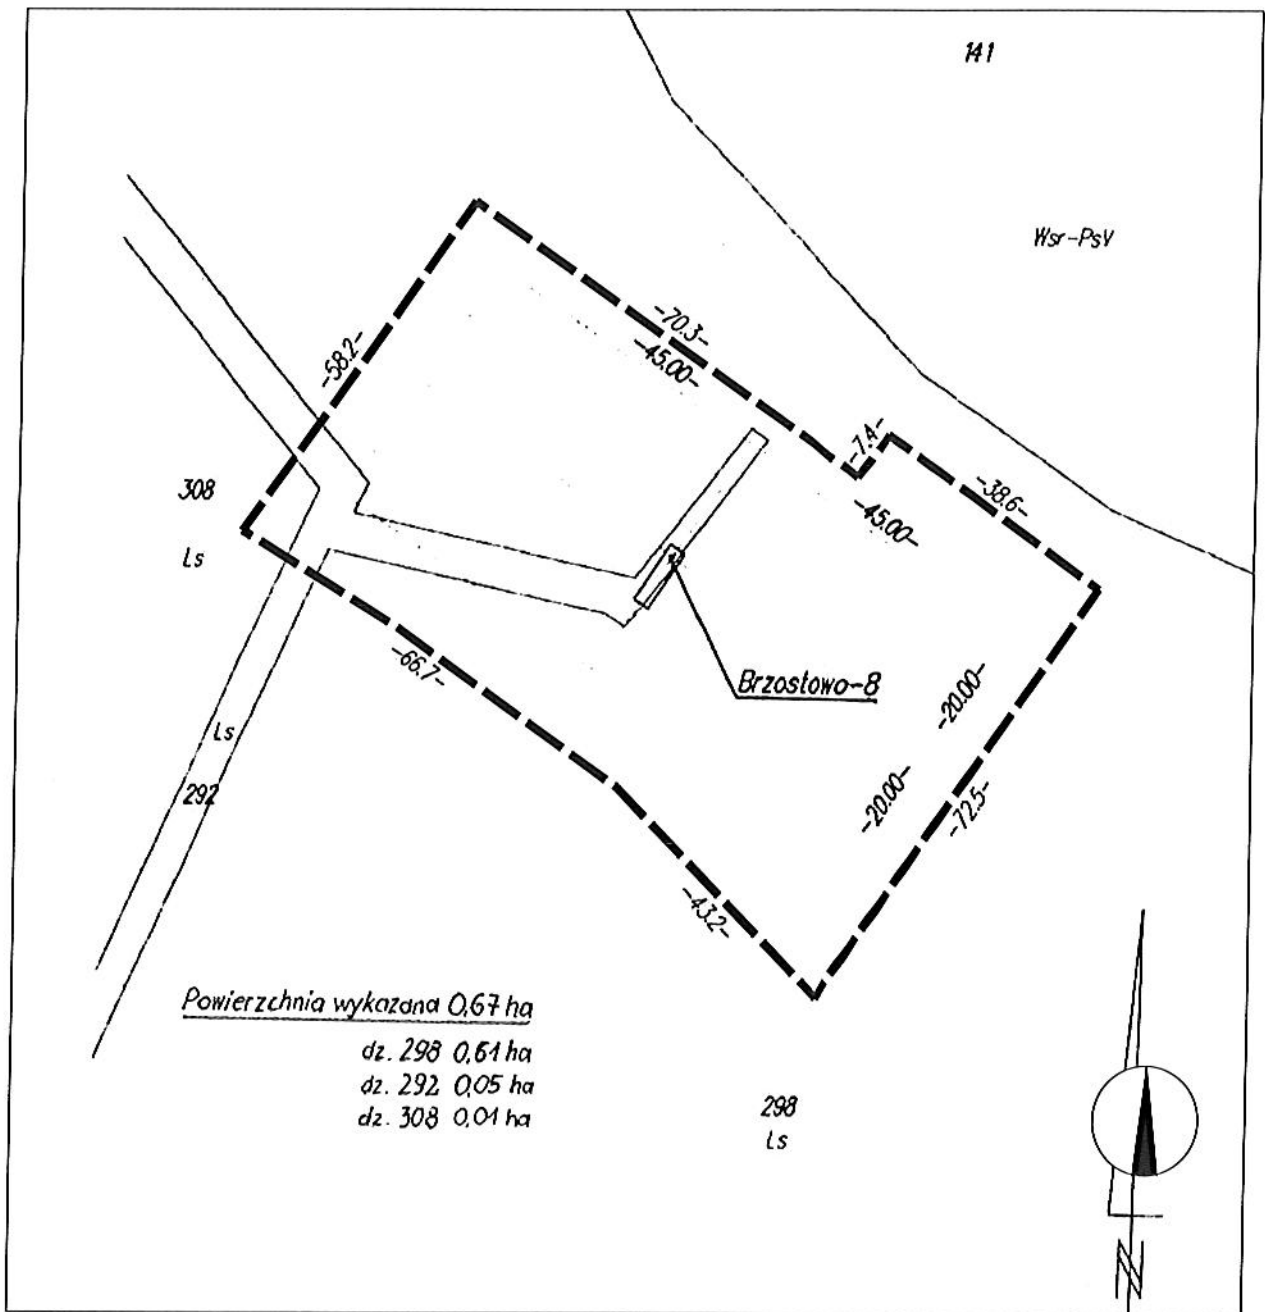 141
Wsr-PsV
-70.3-
-45.00-
-58.2-
-7.4-
-38.6-
308
-45.00-
Ls
-66.7-
Brzostowo-8
-20.00-
Ls
292
-20.00-
-72.5-
-43.2-
Powierzchnia wykazana 0,67 ha
dz. 298 0,61 ha
dz. 292 0,05 ha
dz. 308 0,01 ha
298
Ls
N